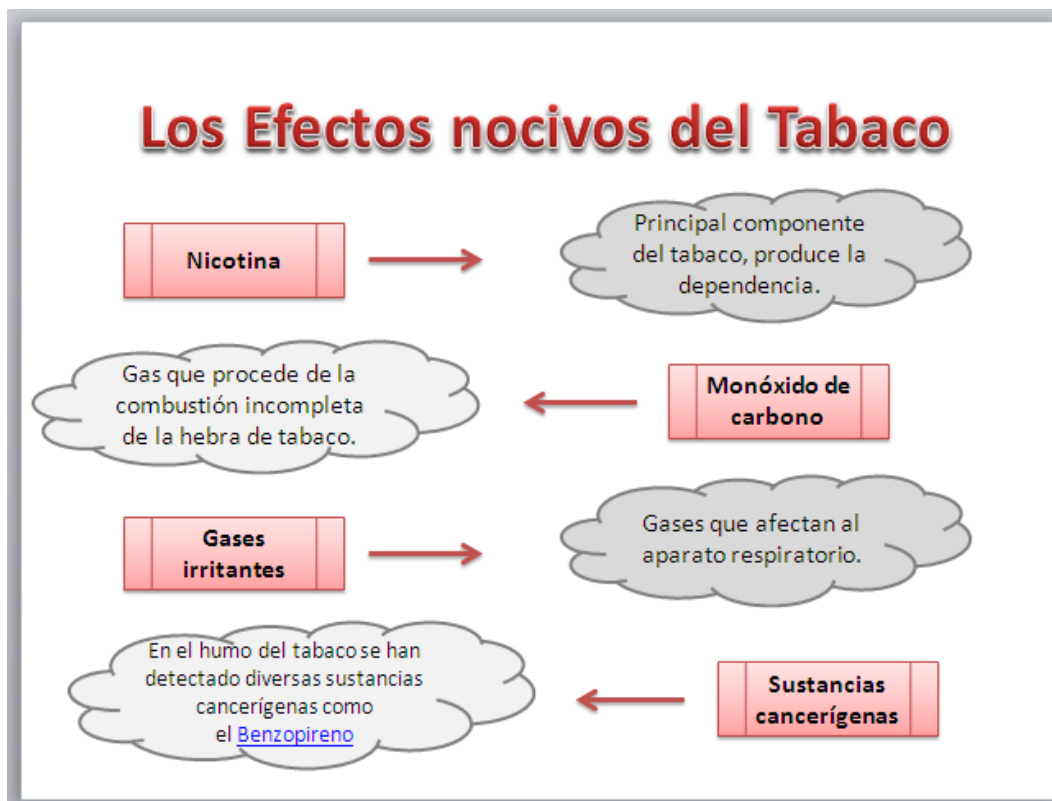 Los Efectos nocivos del Tabaco
Nicotina
Principal componente
del tabaco, produce la
dependencia.
Gas que procede de la
combustión incompleta
de la hebra de tabaco.
Monóxido de
carbono
Gases
irritantes
Gases que afectan al
aparato respiratorio.
En el humo del tabaco se han
detectado diversas sustancias
cancerígenas como
el Benzopireno
Sustancias
cancerígenas